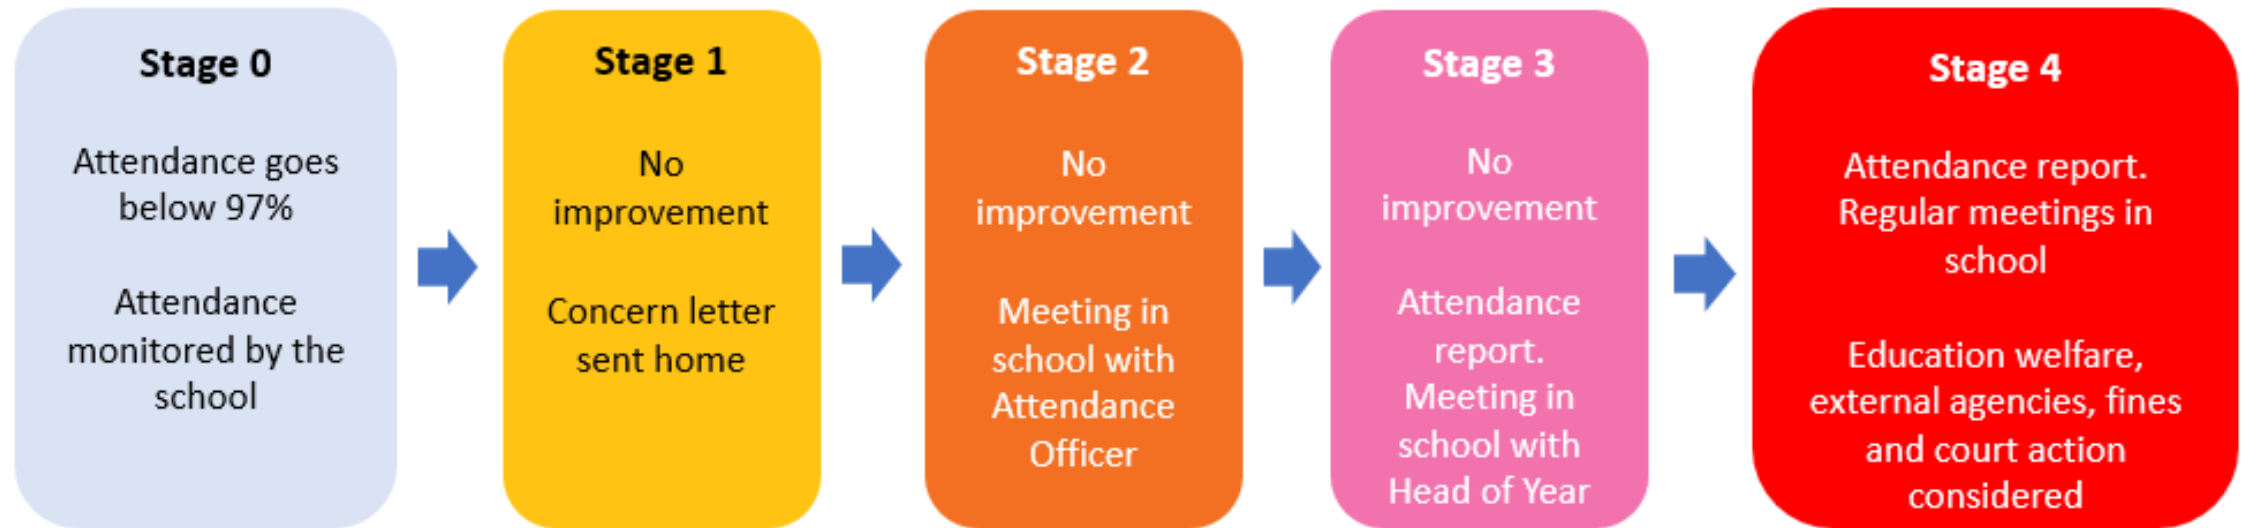 Stage 0
Attendance goes
below 97%
Attendance
monitored by the
school
Stage 1
No
improvement
Concern letter
sent home
Stage 2
No
improvement
Meeting in
school with
Attendance
Officer
Stage 3
No
improvement
Attendance
report.
Meeting in
school with
Head of Year
Stage 4
Attendance report.
Regular meetings in
school
Education welfare,
external agencies, fines
and court action
considered